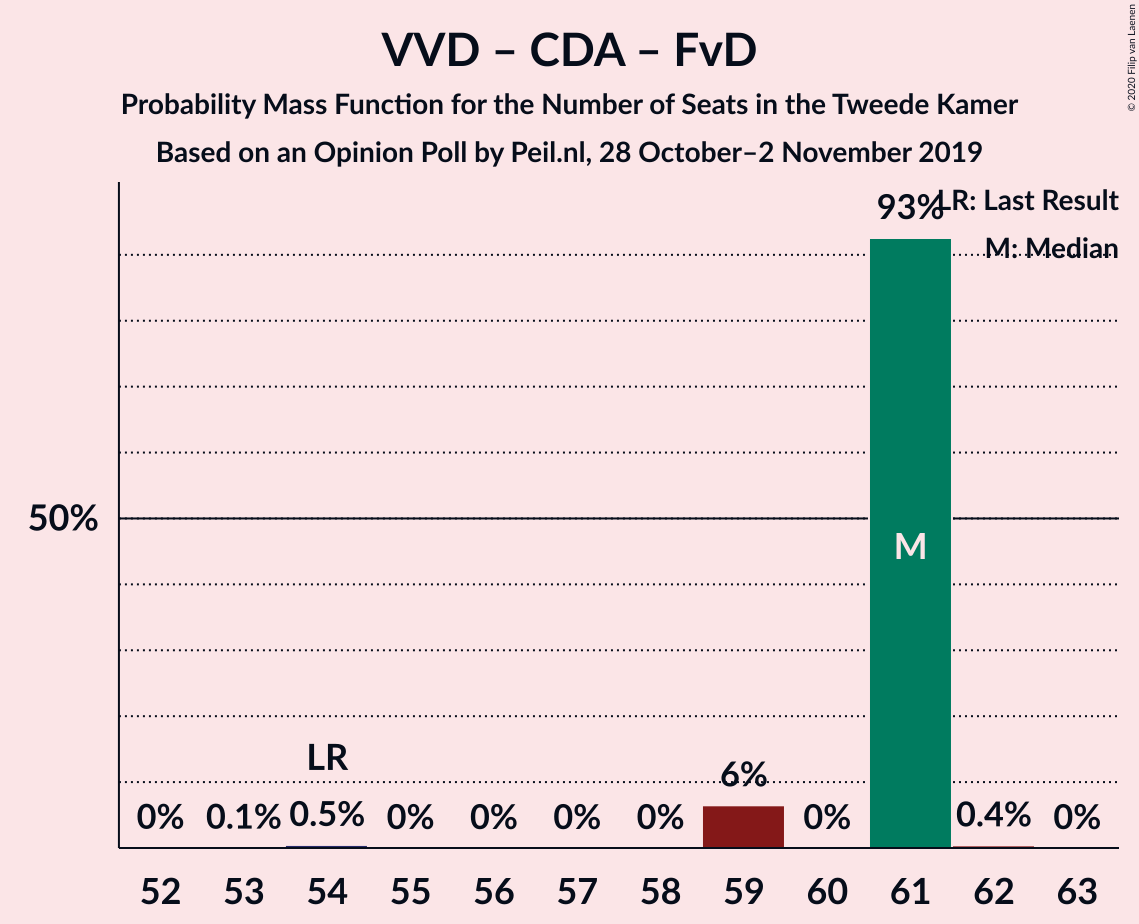 VVD – CDA – FvD
Probability Mass Function for the Number of Seats in the Tweede Kamer
Based on an Opinion Poll by Peil.nl, 28 October–2 November 2019
© 2020 Filip van Laenen
LR: Last Result
M: Median
93%
50%
M
LR
6%
0% 0.1% 0.5% 0% 0% 0% 0% 0% 0.4% 0%
52 53 54 55 56 57 58 59 60 61 62 63